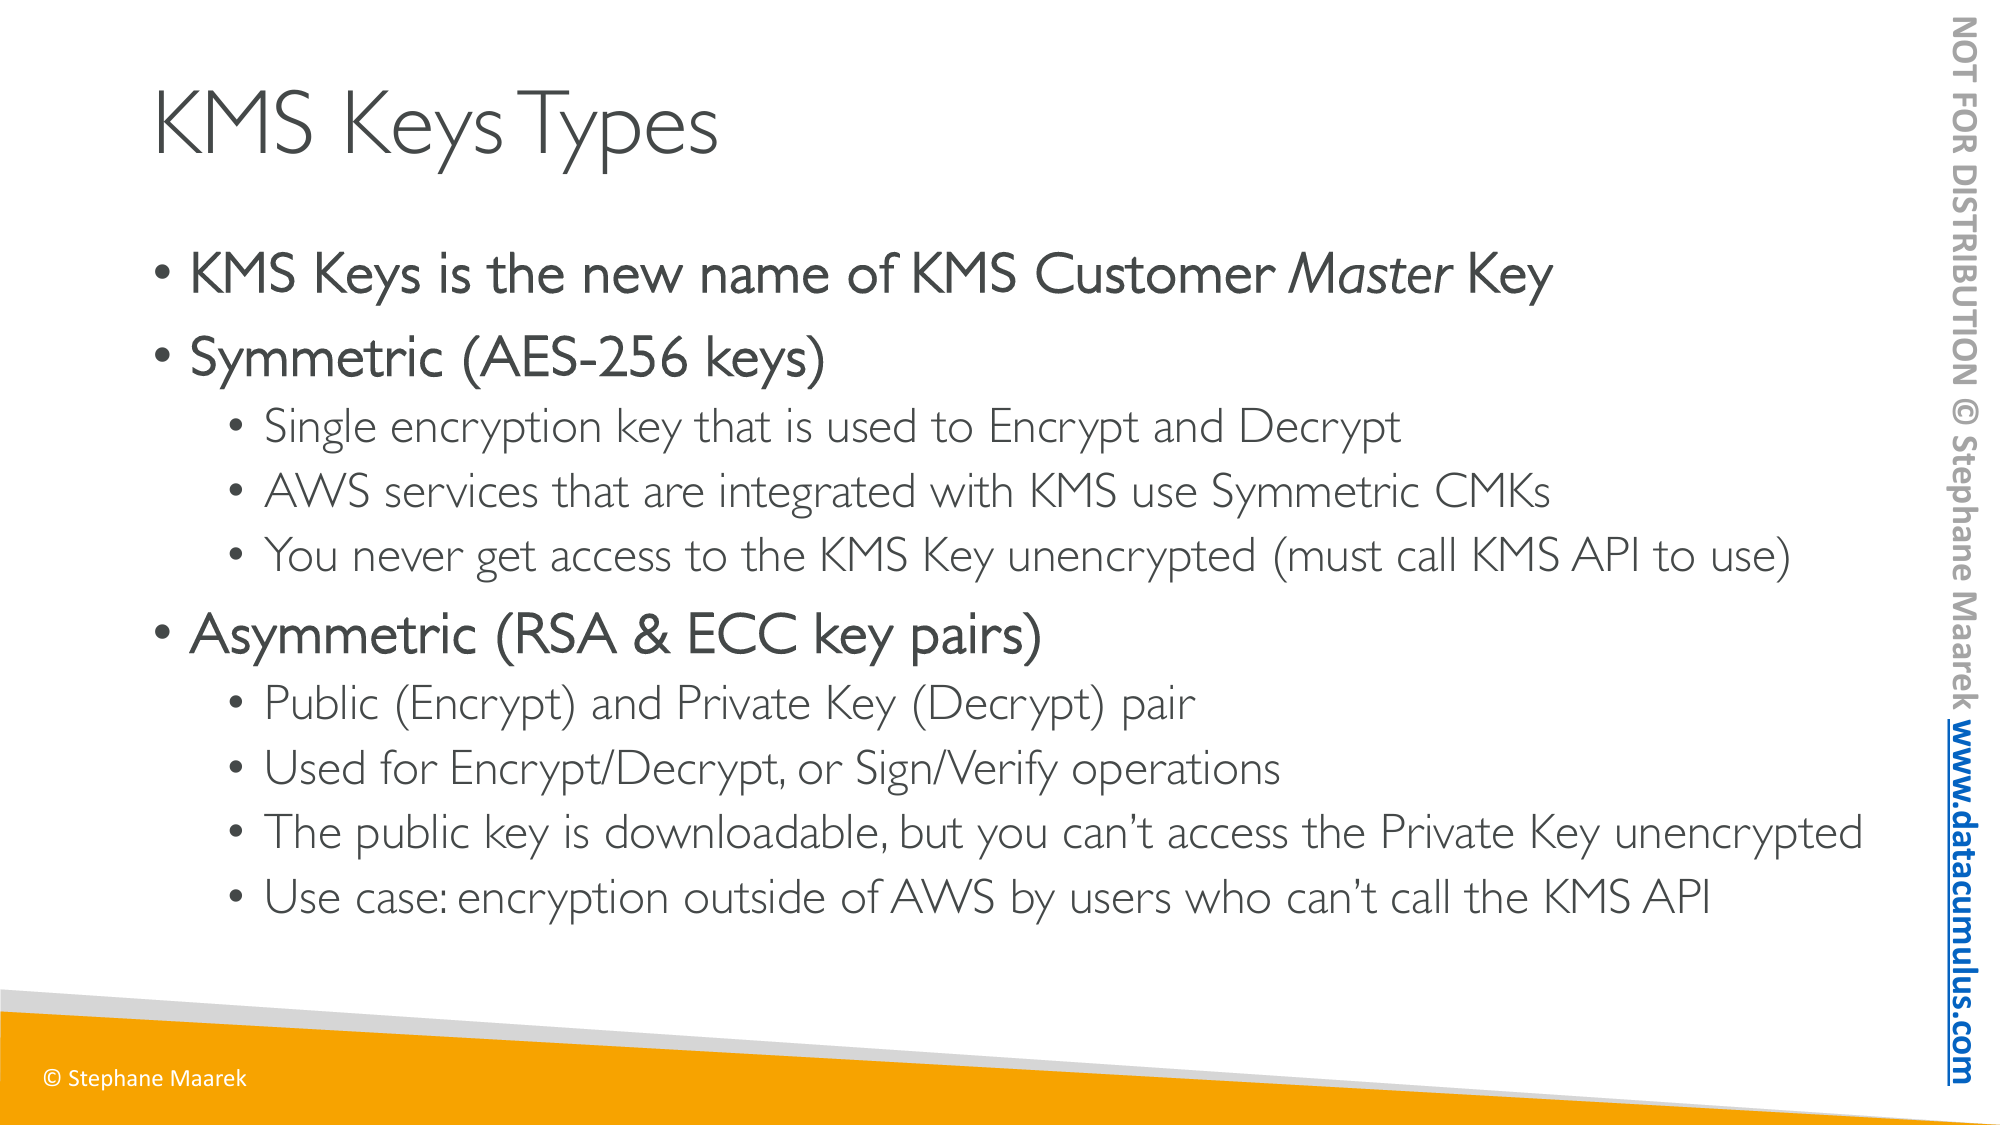 KMS Keys Types
• KMS Keys is the new name of KMS Customer Master Key
• Symmetric (AES-256 keys)
• Single encryption key that is used to Encrypt and Decrypt
• AWS services that are integrated with KMS use Symmetric CMKs
• You never get access to the KMS Key unencrypted (must call KMS API to use)
• Asymmetric (RSA & ECC key pairs)
• Public (Encrypt) and Private Key (Decrypt) pair
• Used for Encrypt/Decrypt, or Sign/Verify operations
• The public key is downloadable, but you can’t access the Private Key unencrypted
• Use case: encryption outside of AWS by users who can’t call the KMS API
© Stephane Maarek
NOT FOR DISTRIBUTION © Stephane Maarek www.datacumulus.com